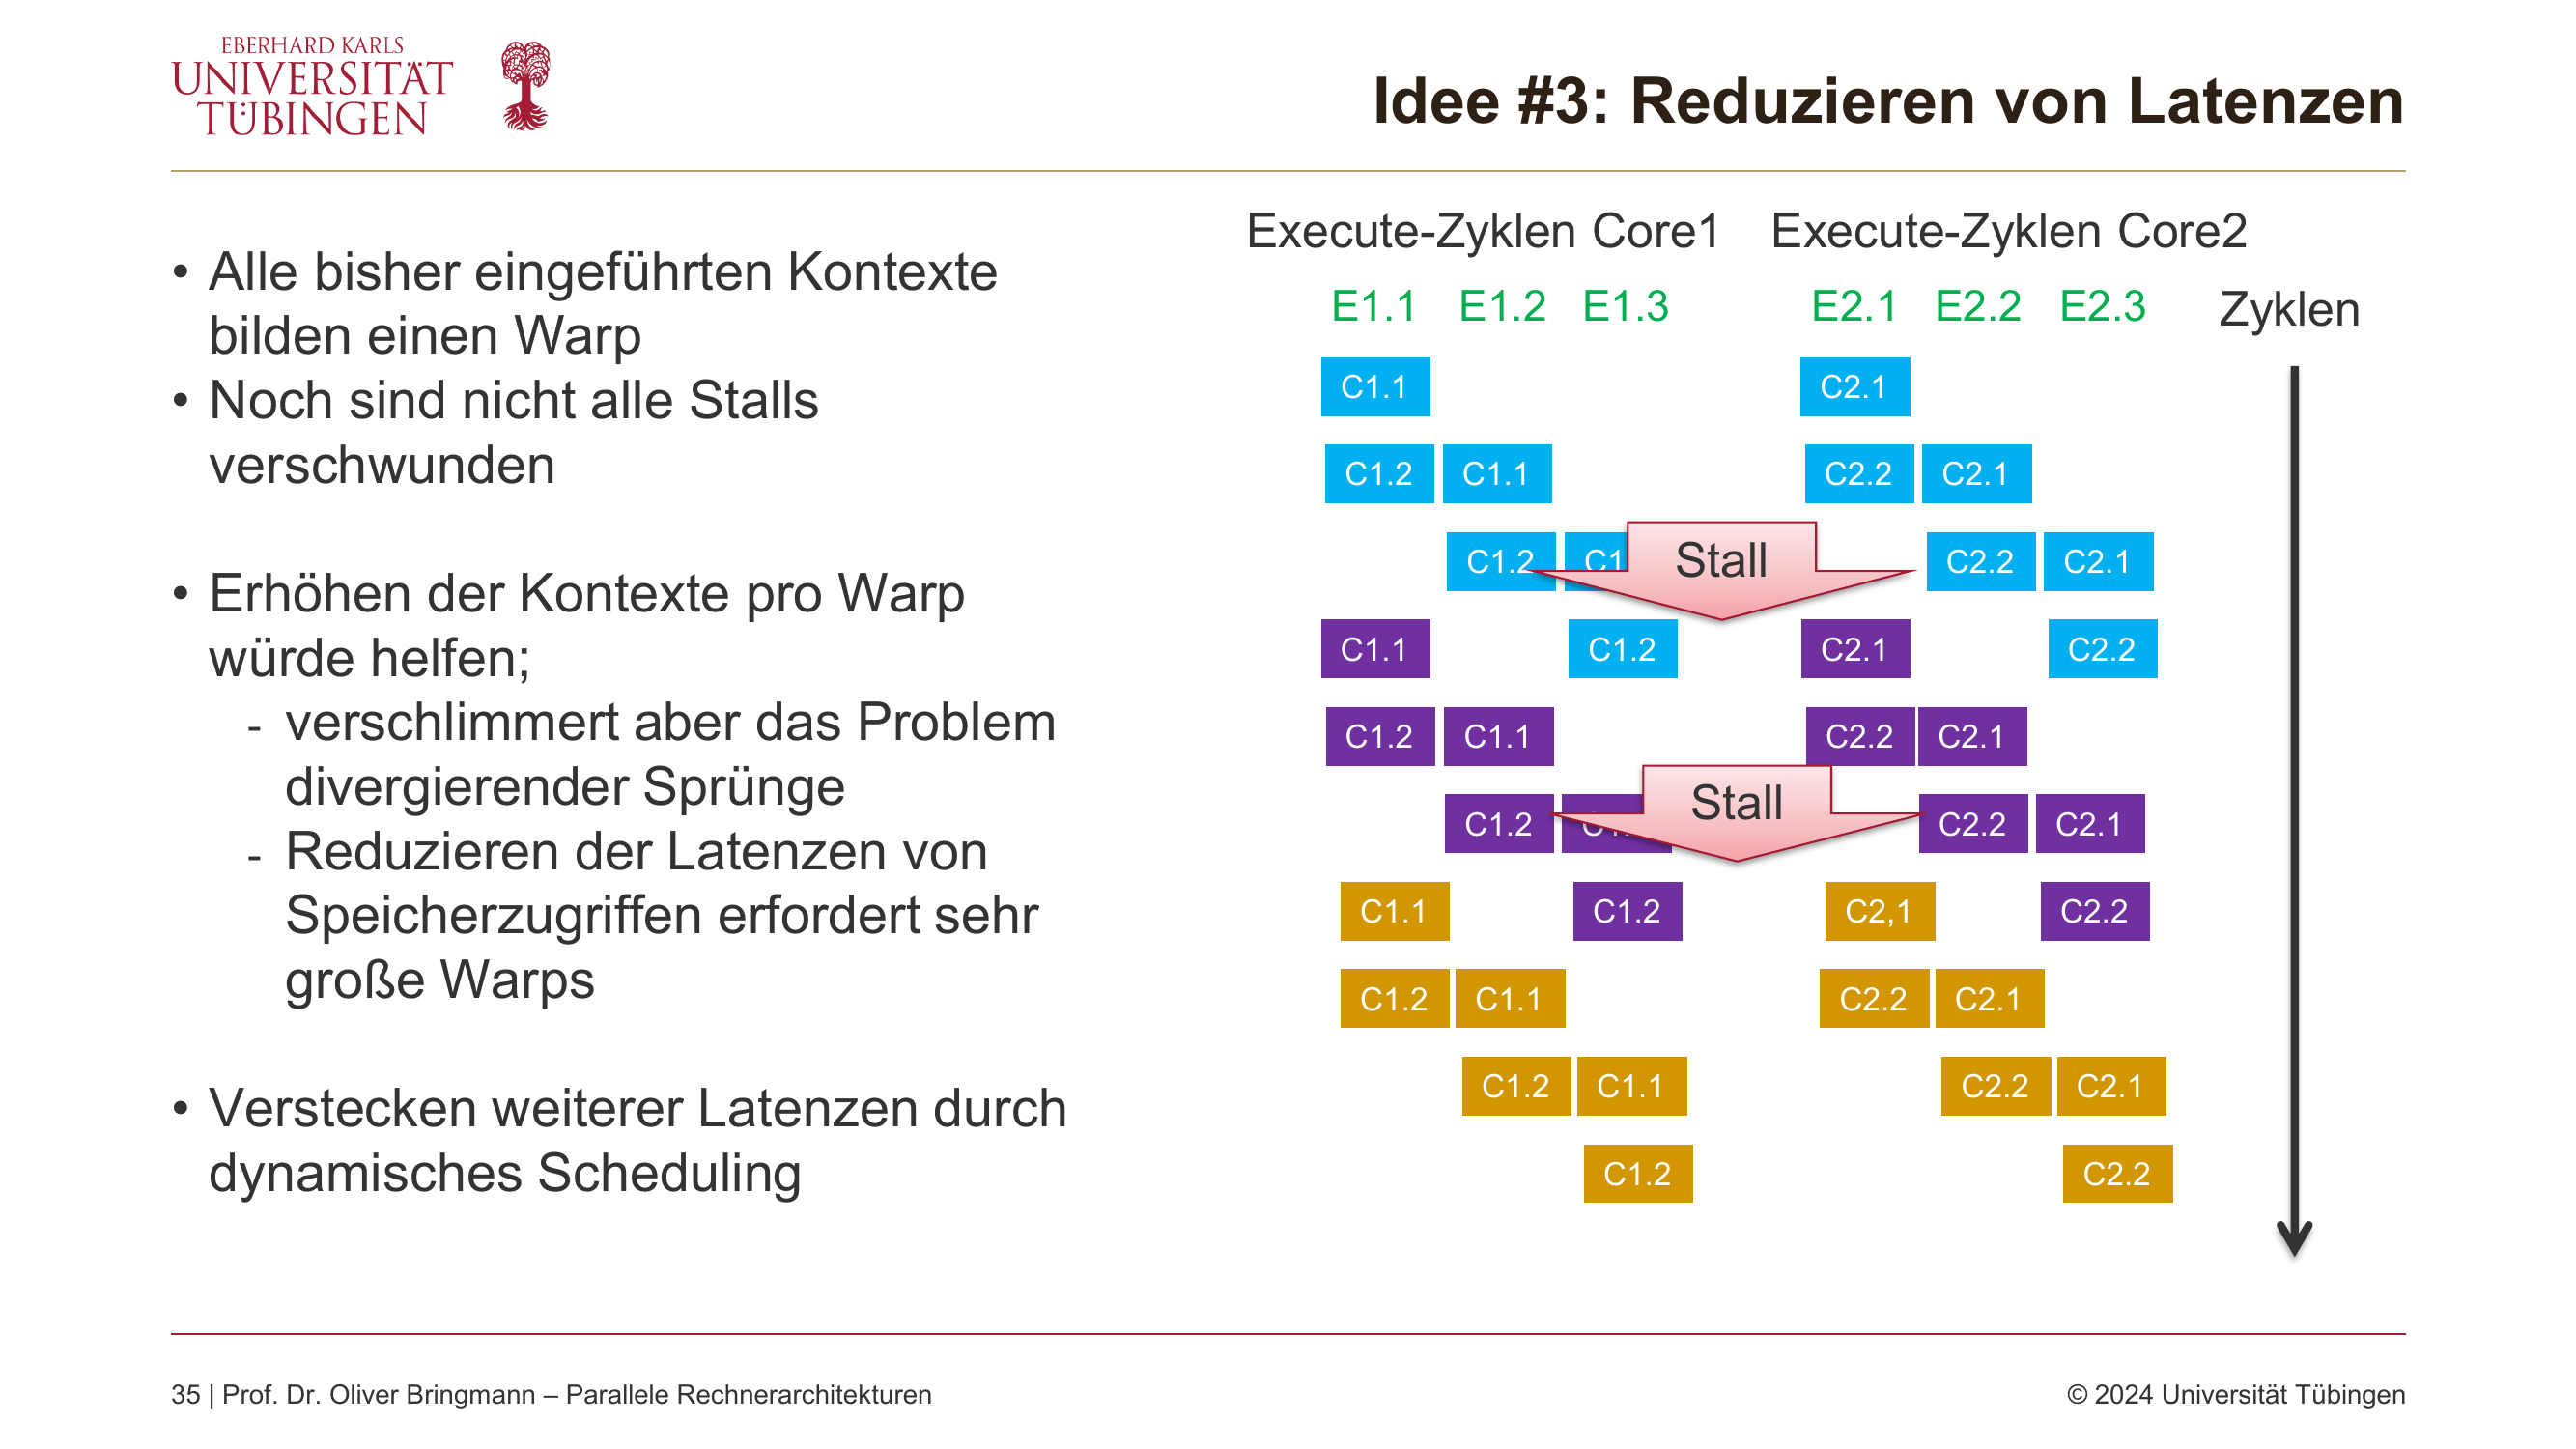 EBERHARD KARLS
UNIVERSITÄT
TÜBINGEN
Idee #3: Reduzieren von Latenzen
• Alle bisher eingeführten Kontexte
bilden einen Warp
• Noch sind nicht alle Stalls
verschwunden
• Erhöhen der Kontexte pro Warp
würde helfen;
- verschlimmert aber das Problem
divergierender Sprünge
- Reduzieren der Latenzen von
Speicherzugriffen erfordert sehr
große Warps
• Verstecken weiterer Latenzen durch
dynamisches Scheduling
Execute-Zyklen Core1 Execute-Zyklen Core2
E1.1 E1.2 E1.3 E2.1 E2.2 E2.3 Zyklen
C1.1 C2.1
C1.2 C1.1 C2.2 C2.1
C1.2 C1 Stall C2.2 C2.1
C1.1 C1.2 C2.1 C2.2
C1.2 C1.1 C2.2 C2.1
C1.2 Stall C2.2 C2.1
C1.1 C1.2 C2,1 C2.2
C1.2 C1.1 C2.2 C2.1
C1.2 C1.1 C2.2 C2.1
C1.2 C2.2
35 | Prof. Dr. Oliver Bringmann – Parallele Rechnerarchitekturen
© 2024 Universität Tübingen